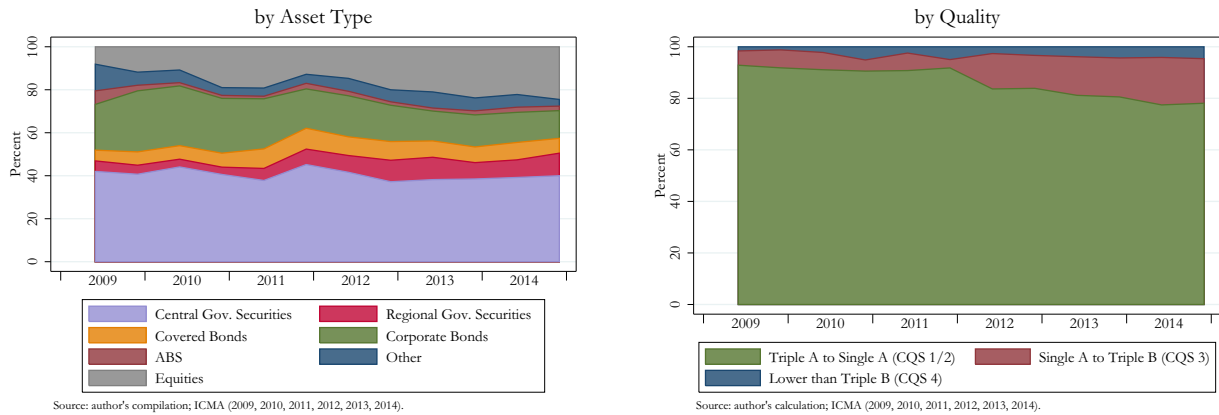 by Asset Type
Percent
100
80
60
40
20
0
2009 2010 2011 2012 2013 2014
Central Gov. Securities Regional Gov. Securities
Covered Bonds Corporate Bonds
ABS Other
Equities
Source: author's compilation; ICMA (2009, 2010, 2011, 2012, 2013, 2014).
by Quality
Percent
100
80
60
40
20
0
2009 2010 2011 2012 2013 2014
Triple A to Single A (CQS 1/2) Single A to Triple B (CQS 3)
Lower than Triple B (CQS 4)
Source: author's calculation; ICMA (2009, 2010, 2011, 2012, 2013, 2014).